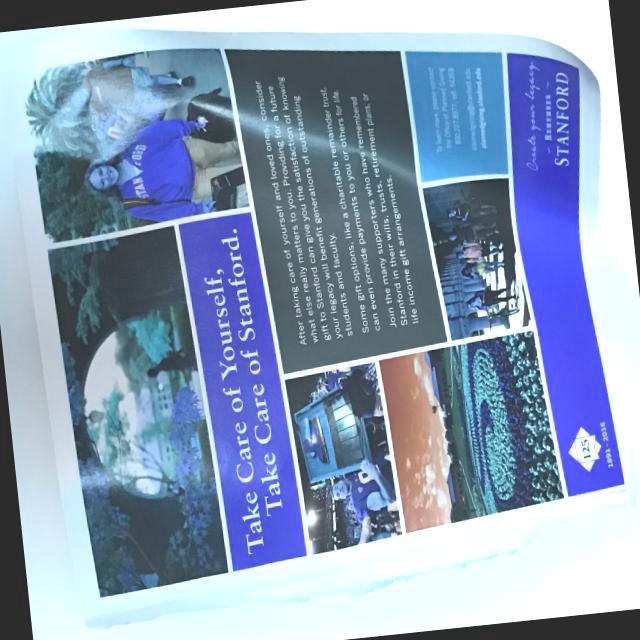 Take Care of Yourself,
Take Care of Stanford.
After taking care of yourself and loved ones, consider
what else really matters to you. Providing for a future
at Stanford can give you the satisfaction of knowing
gift to Stanford will benefit generations of outstanding
your legacy will
students and faculty.
Some gift options, like a charitable remainder trust,
can even provide payments to you or others for life.
Join the many supporters who have remembered
Stanford in their wills, trusts, retirement plans, or
life income gift arrangements.
Create your legacy
— REMEMBER —
STANFORD
125
1891 - 2016